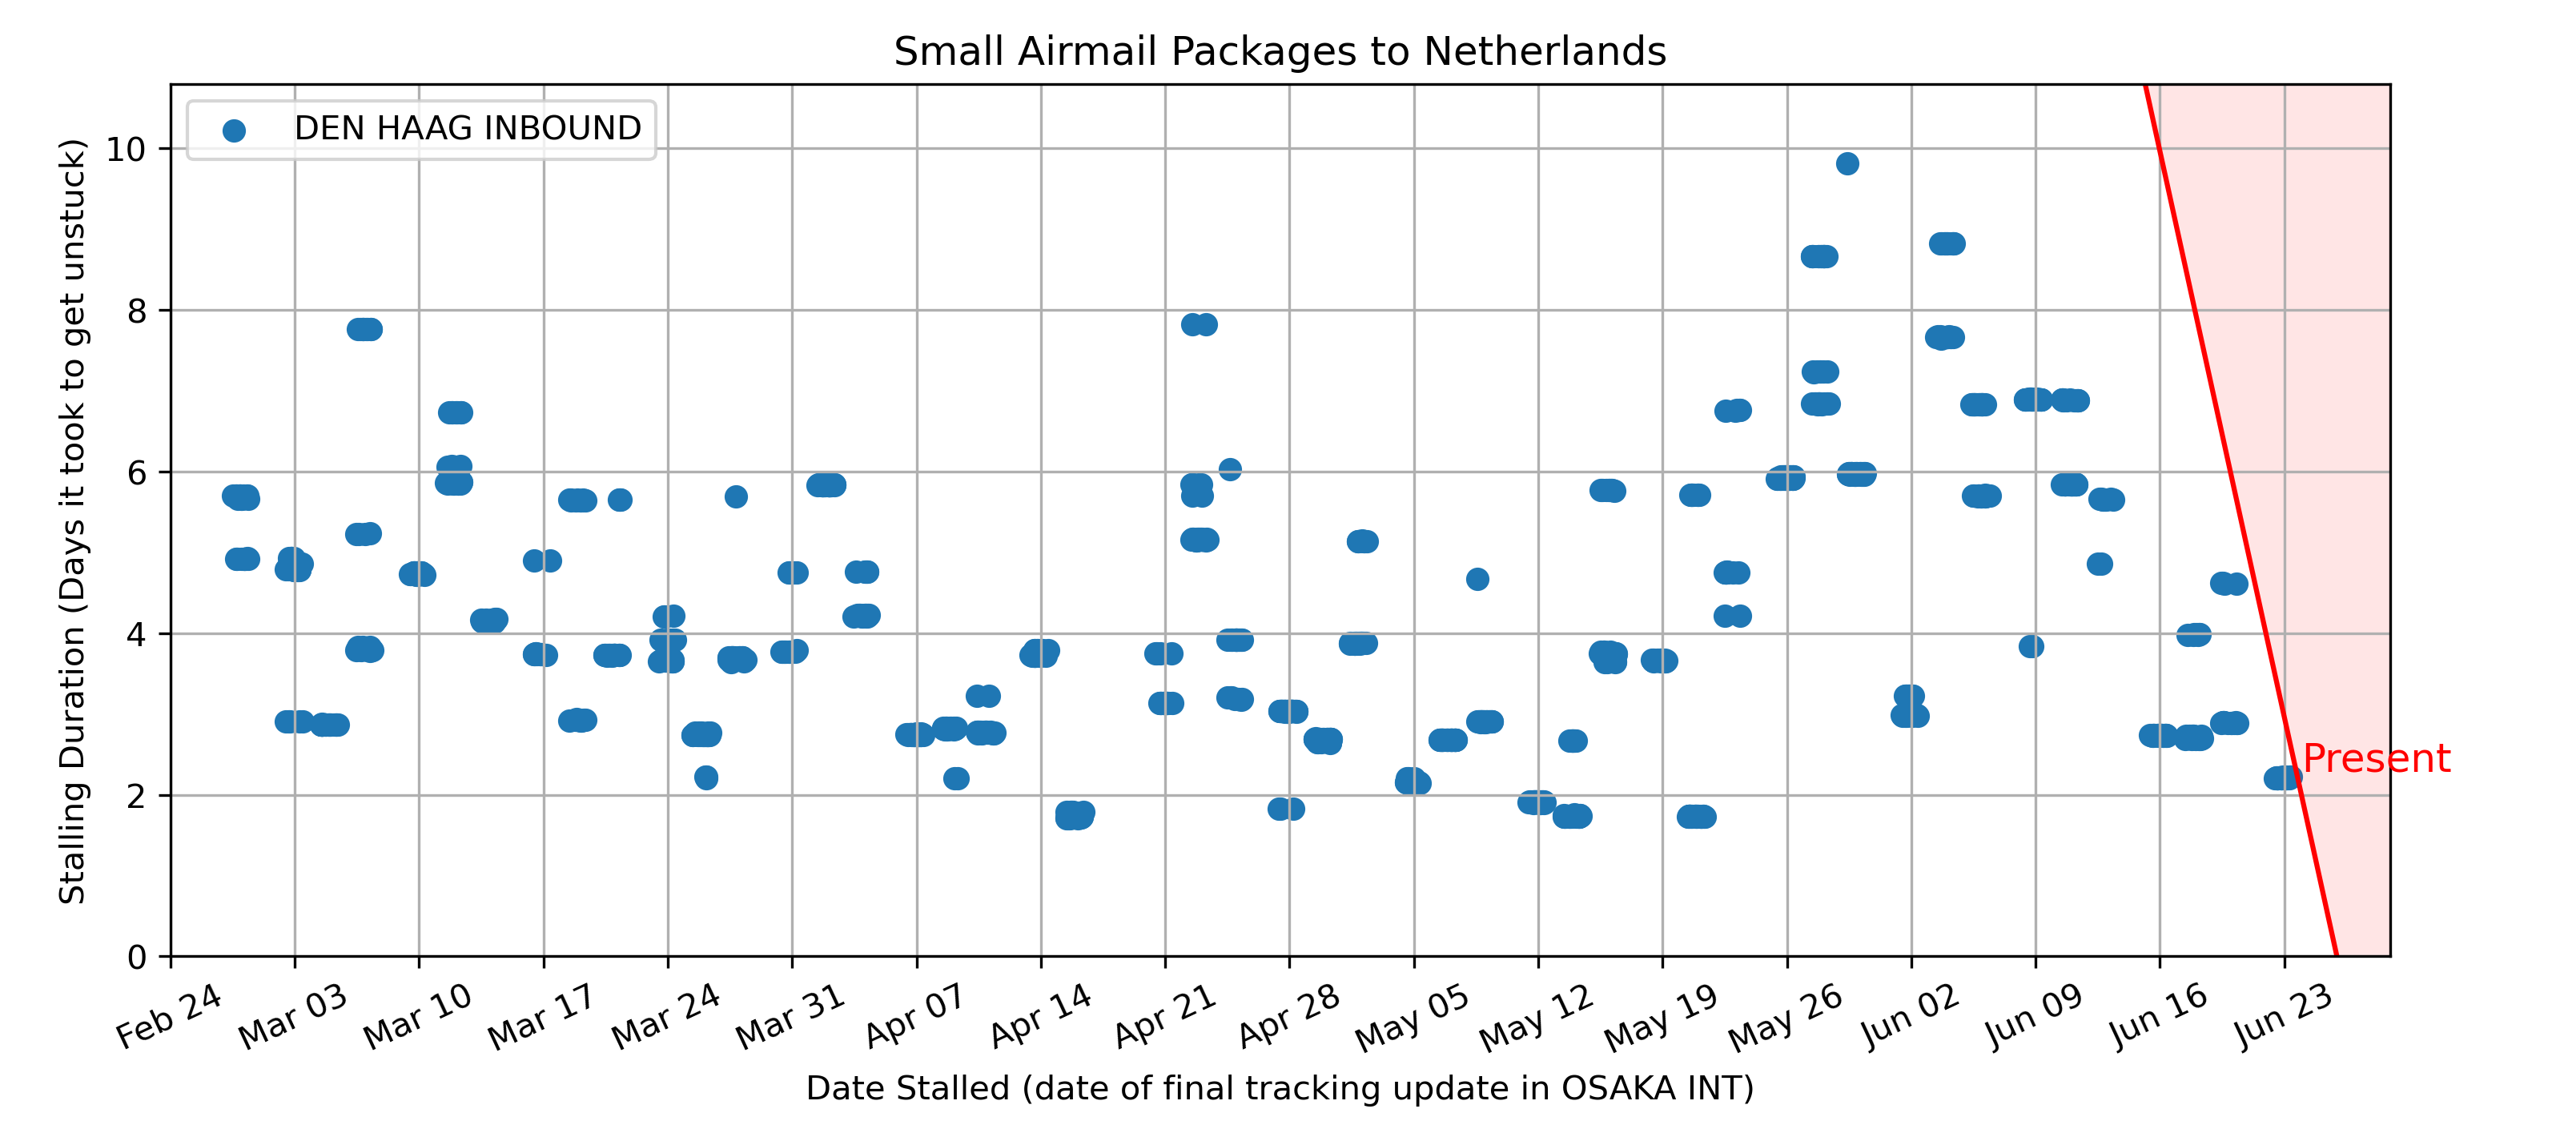 Small Airmail Packages to Netherlands
DEN HAAG INBOUND
Stalling Duration (Days it took to get unstuck)
10
8
6
4
2
0
Present
Feb 24
Mar 03
Mar 10
Mar 17
Mar 24
Mar 31
Apr 07
Apr 14
Apr 21
Apr 28
May 05
May 12
May 19
May 26
Jun 02
Jun 09
Jun 16
Jun 23
Date Stalled (date of final tracking update in OSAKA INT)